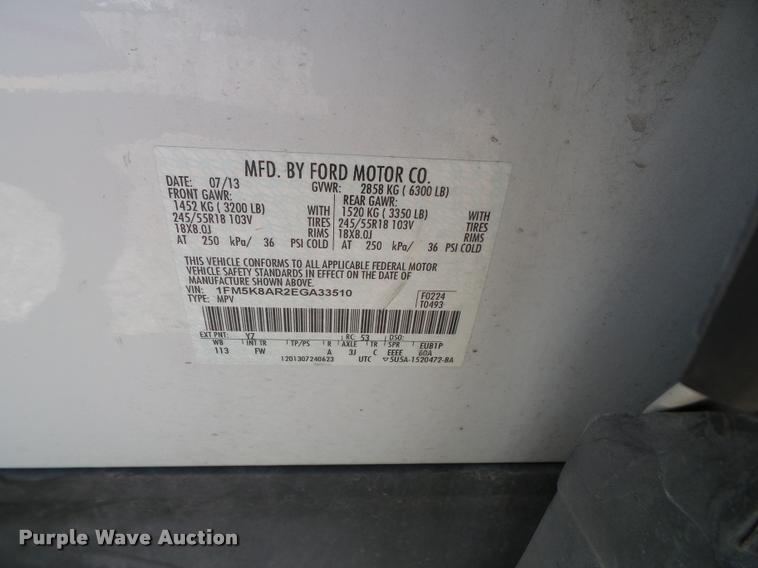 MFD. BY FORD MOTOR CO.
DATE: 07/13 GVWR: 2858 KG ( 6300 LB)
FRONT GAWR: REAR GAWR:
1452 KG ( 3200 LB) WITH 1520 KG ( 3350 LB) WITH
245/55R18 103V TIRES 245/55R18 103V TIRES
18X8.0J RIMS 18X8.0J RIMS
AT 250 kPa/ 36 PSI COLD AT 250 kPa/ 36 PSI COLD
THIS VEHICLE CONFORMS TO ALL APPLICABLE FEDERAL MOTOR
VEHICLE SAFETY STANDARDS IN EFFECT ON THE DATE OF
MANUFACTURE SHOWN ABOVE.
VIN: 1FM5K8AR2EGA33510 F0224
TYPE: MPV T0493
EXT PNT: YZ RC: 53 DSO:
WB INT TR TP/PS R AXLE TR SPR EUB1P
113 FW A 3J C EEEE 60A
1201307240623 UTC 5U5A-1520472-BA
Purple Wave Auction